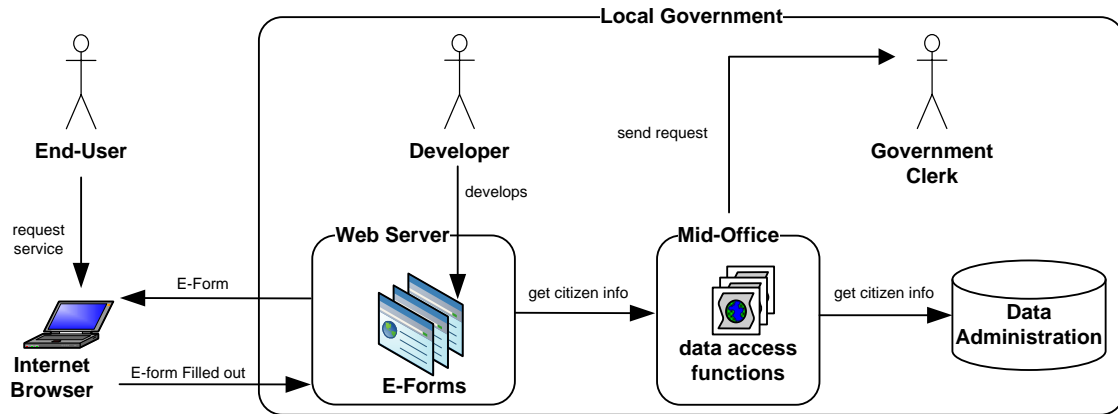 Local Government
End-User
Developer
send request
Government
Clerk
develops
request
service
Web Server
Mid-Office
E-Form
get citizen info
get citizen info
Data
Administration
Internet
Browser
E-form Filled out
E-Forms
data access
functions